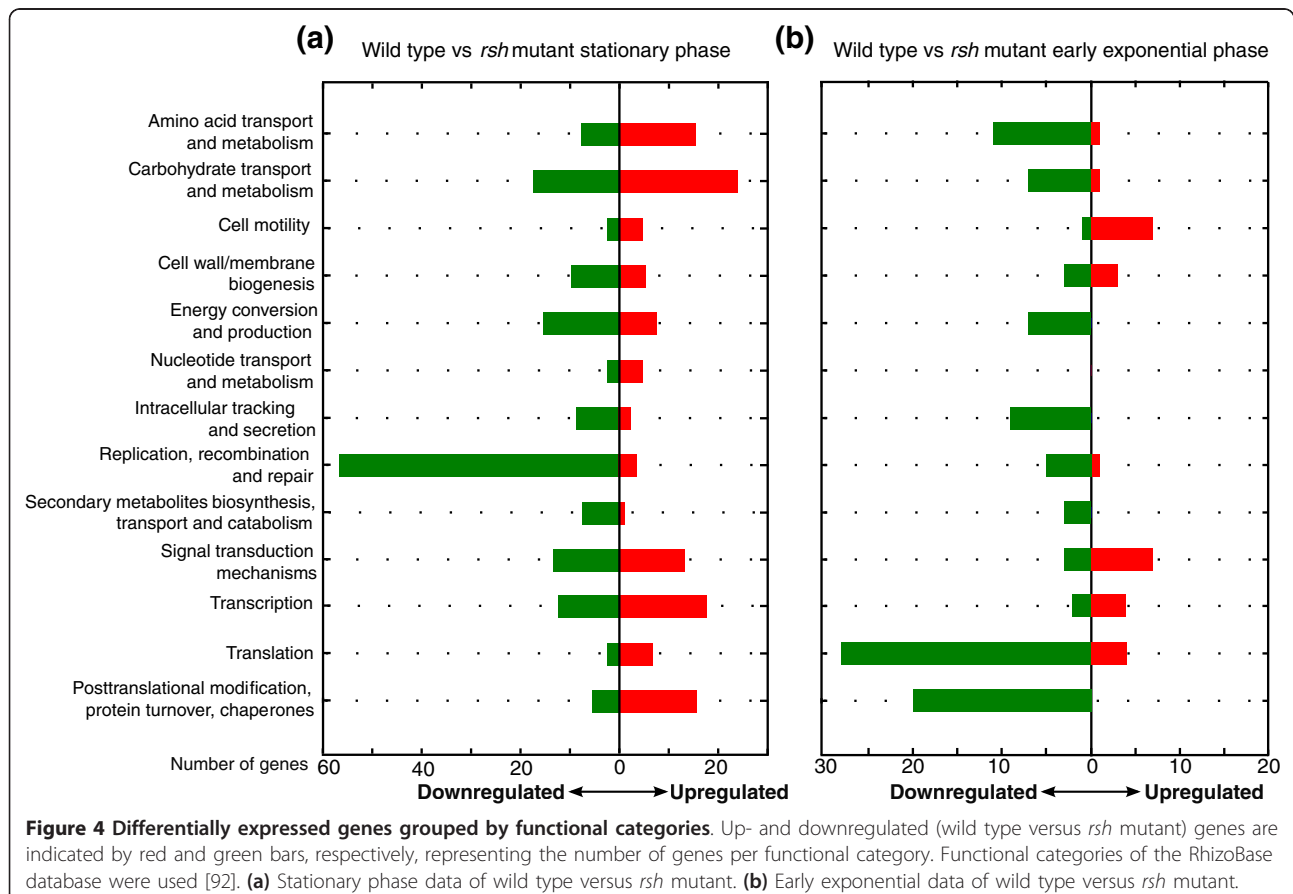 (a)
Wild type vs rsh mutant stationary phase
(b)
Wild type vs rsh mutant early exponential phase
Amino acid transport
and metabolism
Carbohydrate transport
and metabolism
Cell motility
Cell wall/membrane
biogenesis
Energy conversion
and production
Nucleotide transport
and metabolism
Intracellular tracking
and secretion
Replication, recombination
and repair
Secondary metabolites biosynthesis,
transport and catabolism
Signal transduction
mechanisms
Transcription
Translation
Posttranslational modification,
protein turnover, chaperones
Number of genes
60 40 20 0 20
30 20 10 0 10 20
Downregulated Upregulated
Downregulated Upregulated
Figure 4 Differentially expressed genes grouped by functional categories. Up- and downregulated (wild type versus rsh mutant) genes are
indicated by red and green bars, respectively, representing the number of genes per functional category. Functional categories of the RhizoBase
database were used [92]. (a) Stationary phase data of wild type versus rsh mutant. (b) Early exponential data of wild type versus rsh mutant.